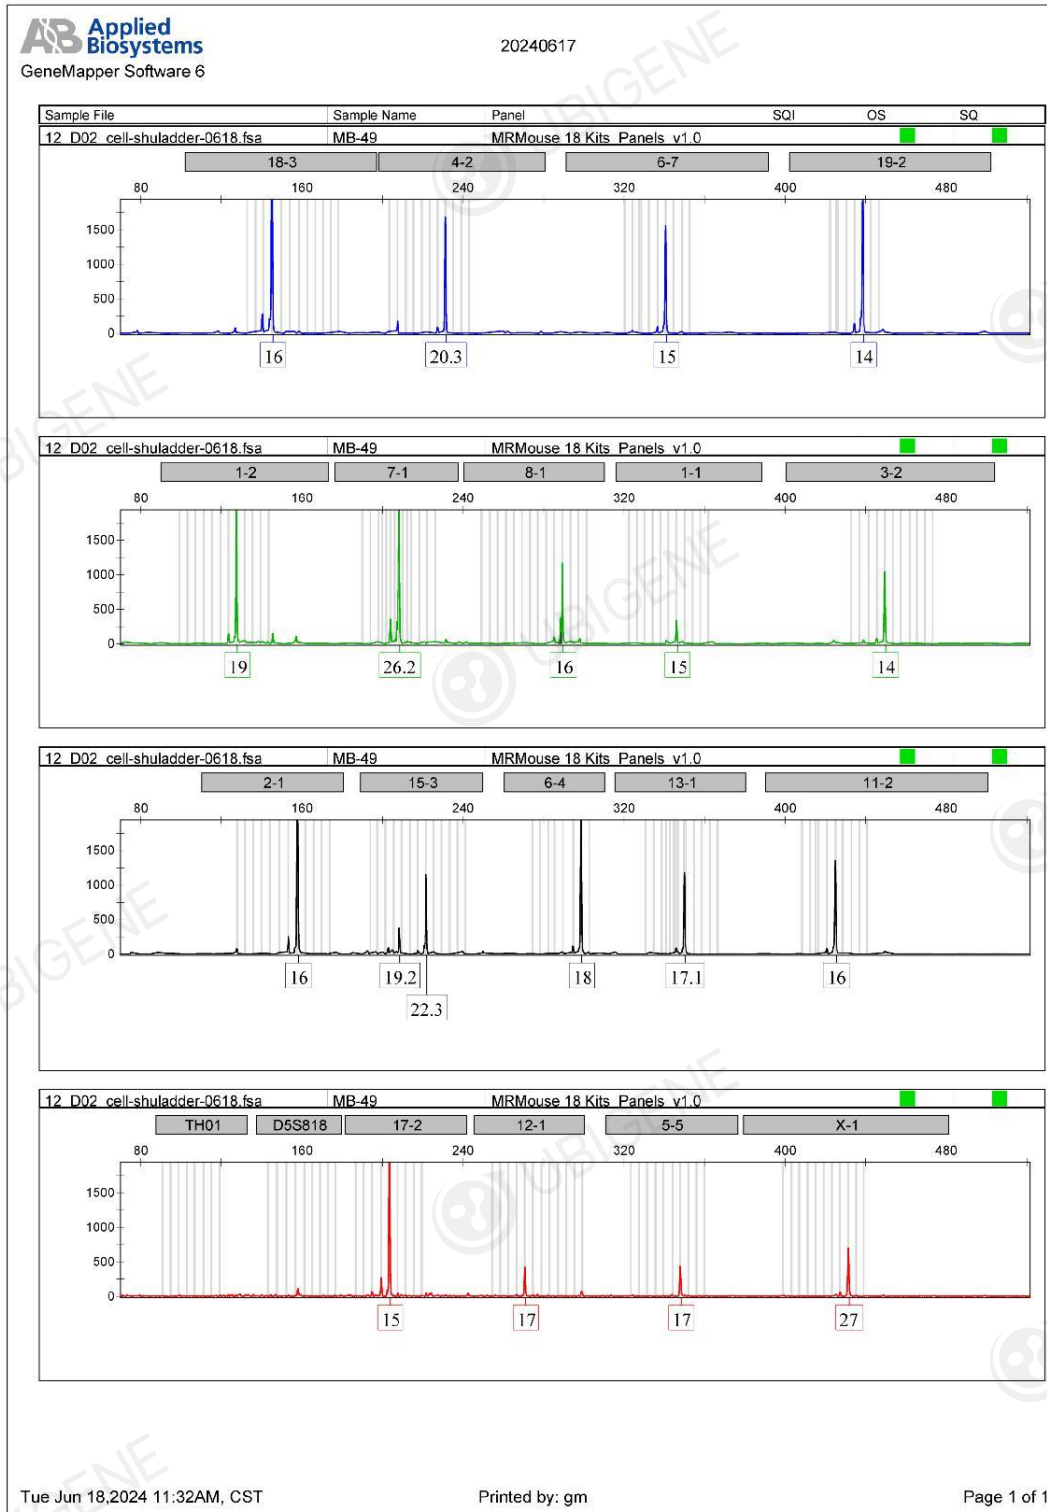 AB Applied Biosystems
20240617
GeneMapper Software 6
Sample File Sample Name Panel SQI OS SQ
12_D02_cell-shuladder-0618.fsa MB-49 MRMouse 18 Kits_Panels_v1.0
18-3 4-2 6-7 19-2
80 160 240 320 400 480
1500
1000
500
0
16 20.3 15 14
12_D02_cell-shuladder-0618.fsa MB-49 MRMouse 18 Kits_Panels_v1.0
1-2 7-1 8-1 1-1 3-2
80 160 240 320 400 480
1500
1000
500
0
19 26.2 16 15 14
12_D02_cell-shuladder-0618.fsa MB-49 MRMouse 18 Kits_Panels_v1.0
2-1 15-3 6-4 13-1 11-2
80 160 240 320 400 480
1500
1000
500
0
16 19.2 18 17.1 16
22.3
12_D02_cell-shuladder-0618.fsa MB-49 MRMouse 18 Kits_Panels_v1.0
TH01 D5S818 17-2 12-1 5-5 X-1
80 160 240 320 400 480
1500
1000
500
0
15 17 17 27
Tue Jun 18,2024 11:32AM, CST Printed by: gm Page 1 of 1
UBIGENE
UBIGENE
UBIGENE
UBIGENE